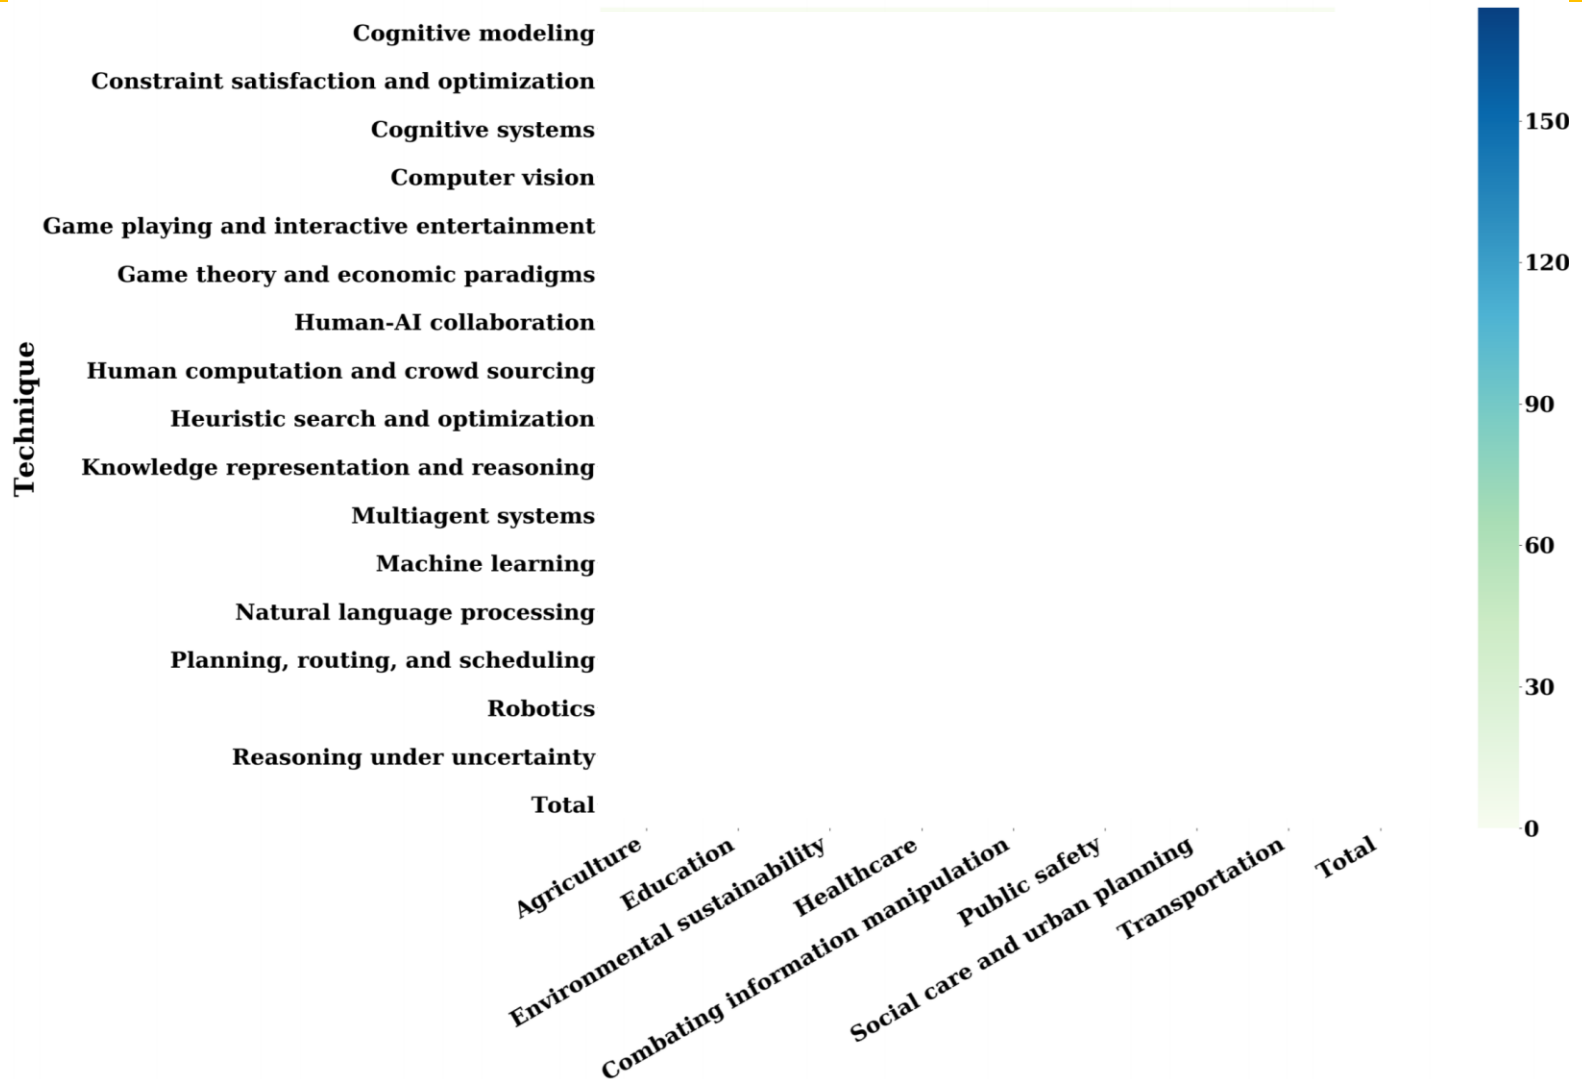 Technique
Cognitive modeling
Constraint satisfaction and optimization
Cognitive systems
Computer vision
Game playing and interactive entertainment
Game theory and economic paradigms
Human-AI collaboration
Human computation and crowd sourcing
Heuristic search and optimization
Knowledge representation and reasoning
Multiagent systems
Machine learning
Natural language processing
Planning, routing, and scheduling
Robotics
Reasoning under uncertainty
Total
Agriculture
Education
Environmental sustainability
Healthcare
Combating information manipulation
Public safety
Social care and urban planning
Transportation
Total
150
120
90
60
30
0